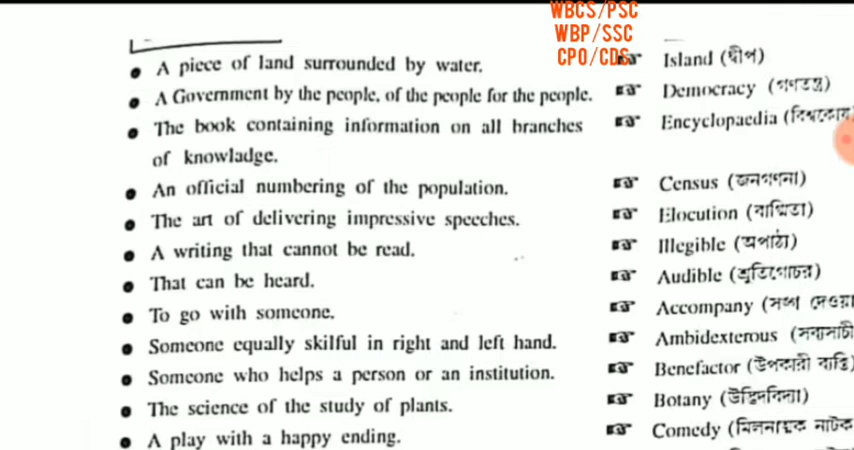 WBCS/PSC
WBP/SSC
CPO/CDS
A piece of land surrounded by water. Island (দ্বীপ)
A Government by the people, of the people for the people. Democracy (গণতন্ত্র)
The book containing information on all branches Encyclopaedia (বিশ্বকোষ
of knowladge.
An official numbering of the population. Census (জনগণনা)
The art of delivering impressive speeches. Elocution (বাগ্মিতা)
A writing that cannot be read. Illegible (অপাঠ্য)
That can be heard. Audible (শ্রুতিগোচর)
To go with someone. Accompany (সঙ্গ দেওয়া
Someone equally skilful in right and left hand. Ambidexterous (সব্যসাচী
Someone who helps a person or an institution. Benefactor (উপকারী ব্যক্তি)
The science of the study of plants. Botany (উদ্ভিদবিদ্যা)
A play with a happy ending. Comedy (মিলনাত্মক নাটক